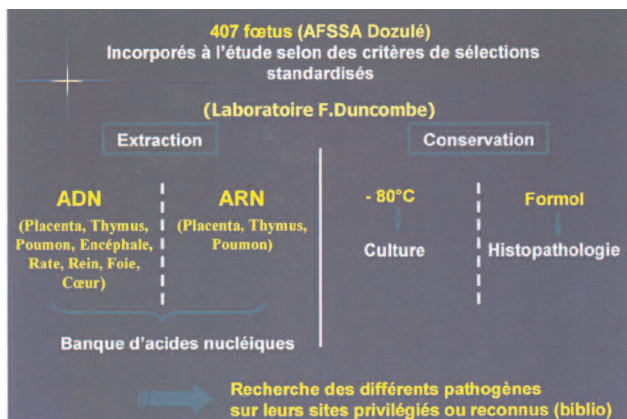 407 fœtus (AFSSA Dozulé)
Incorporés à l'étude selon des critères de sélections
standardisés
(Laboratoire F.Duncombe)
Extraction
Conservation
ADN
(Placenta, Thymus,
Poumon, Encéphale,
Rate, Rein, Foie,
Cœur)
ARN
(Placenta, Thymus,
Poumon)
- 80°C
Culture
Formol
Histopathologie
Banque d'acides nucléiques
Recherche des différents pathogènes
sur leurs sites privilégiés ou reconnus (biblio)